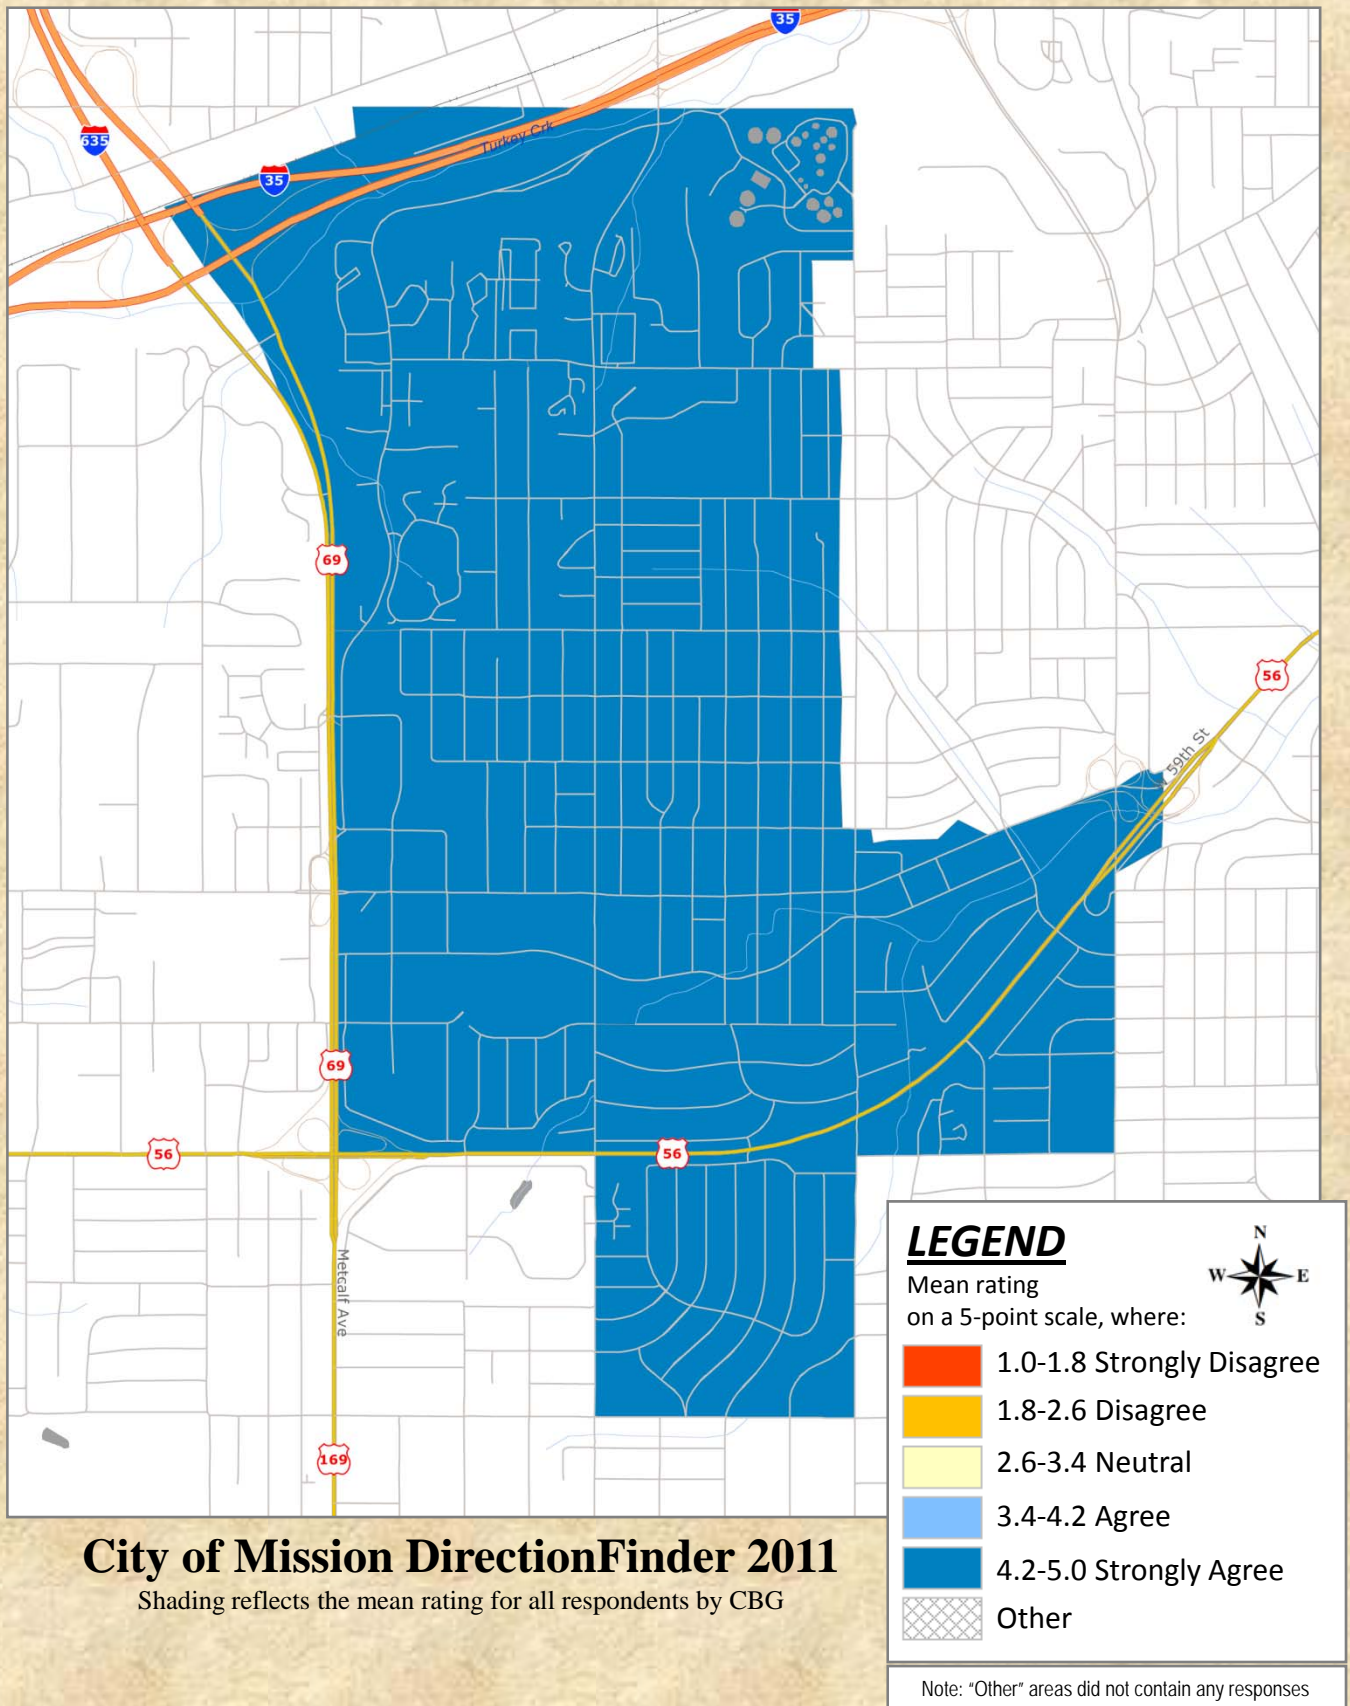 35
635
35
Turkey Crk
69
56
59th St
69
56
56
Metcalf Ave
169
LEGEND
Mean rating
on a 5-point scale, where:
N
W E
S
1.0-1.8 Strongly Disagree
1.8-2.6 Disagree
2.6-3.4 Neutral
3.4-4.2 Agree
4.2-5.0 Strongly Agree
Other
City of Mission DirectionFinder 2011
Shading reflects the mean rating for all respondents by CBG
Note: "Other" areas did not contain any responses